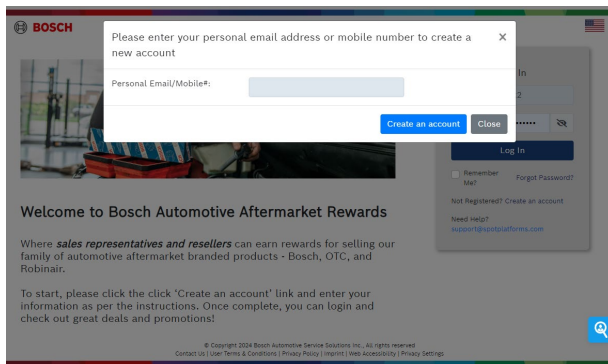 BOSCH
Please enter your personal email address or mobile number to create a
new account
×
Personal Email/Mobile#:
Create an account
Close
In
2
Log In
Remember
Me?
Forgot Password?
Not Registered? Create an account
Need Help?
support@spotplatforms.com
Welcome to Bosch Automotive Aftermarket Rewards
Where sales representatives and resellers can earn rewards for selling our
family of automotive aftermarket branded products - Bosch, OTC, and
Robinair.
To start, please click the click ‘Create an account’ link and enter your
information as per the instructions. Once complete, you can login and
check out great deals and promotions!
© Copyright 2024 Bosch Automotive Service Solutions Inc., All rights reserved
Contact Us | User Terms & Conditions | Privacy Policy | Imprint | Web Accessibility | Privacy Settings